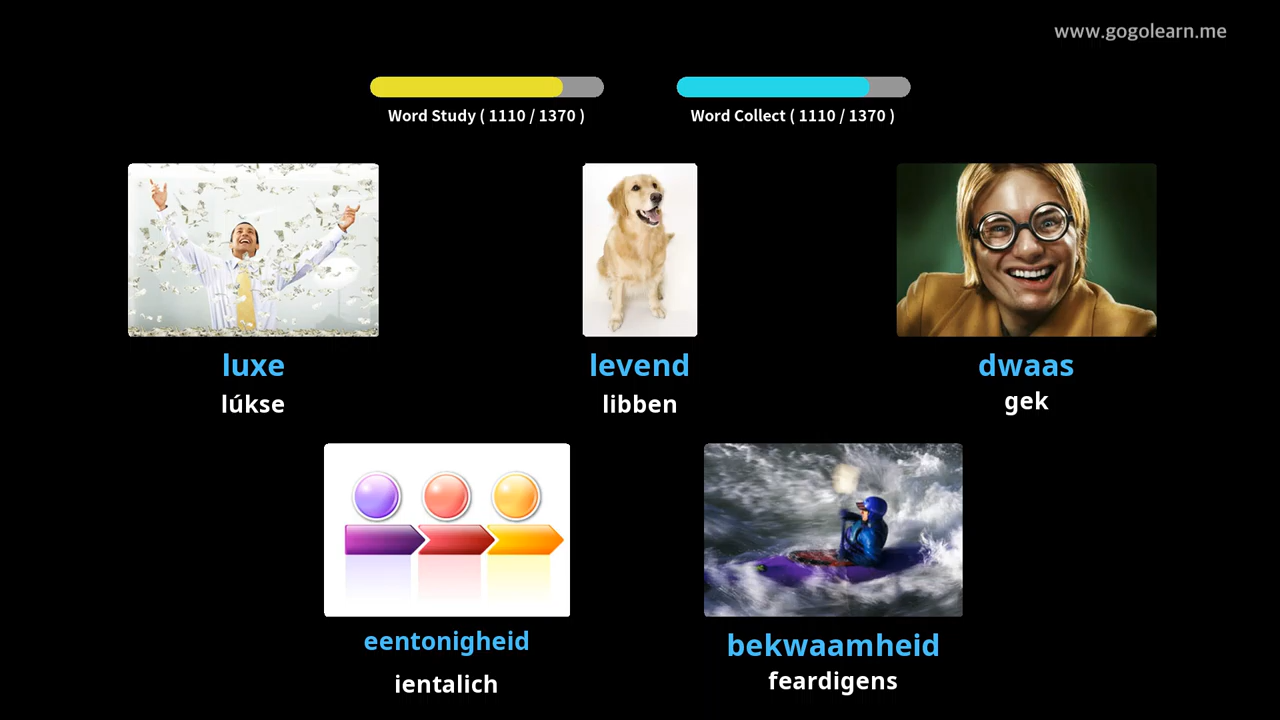 www.gogolearn.me
Word Study ( 1110 / 1370 )
Word Collect ( 1110 / 1370 )
luxe
lúkse
levend
libben
dwaas
gek
eentonigheid
ientalich
bekwaamheid
feardigens